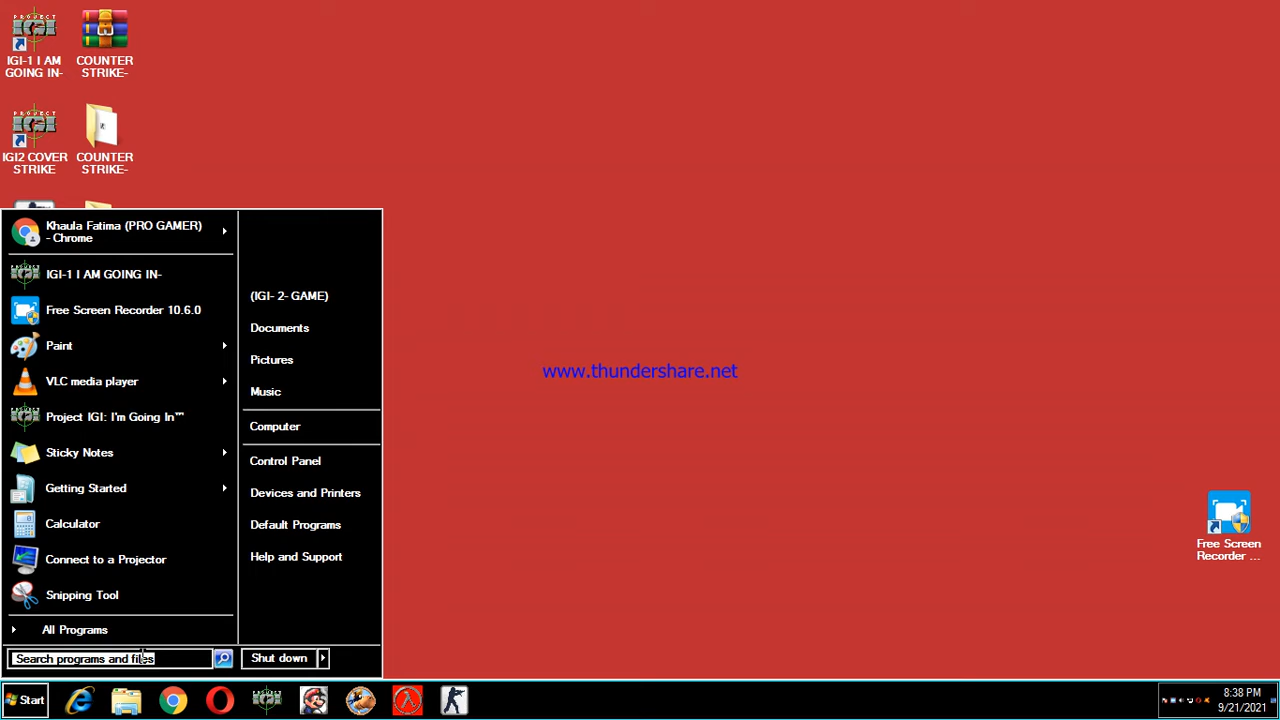 PROJECT
IGI
IGI-1 I AM
GOING IN-
COUNTER
STRIKE-
PROJECT
IGI
IGI2 COVER
STRIKE
COUNTER
STRIKE-
Khaula Fatima (PRO GAMER)
- Chrome
IGI-1 I AM GOING IN-
Free Screen Recorder 10.6.0
Paint
VLC media player
Project IGI: I'm Going In™
Sticky Notes
Getting Started
Calculator
Connect to a Projector
Snipping Tool
All Programs
Search programs and files
(IGI- 2- GAME)
Documents
Pictures
Music
Computer
Control Panel
Devices and Printers
Default Programs
Help and Support
Shut down
www.thundershare.net
Free Screen
Recorder ...
Start
8:38 PM
9/21/2021